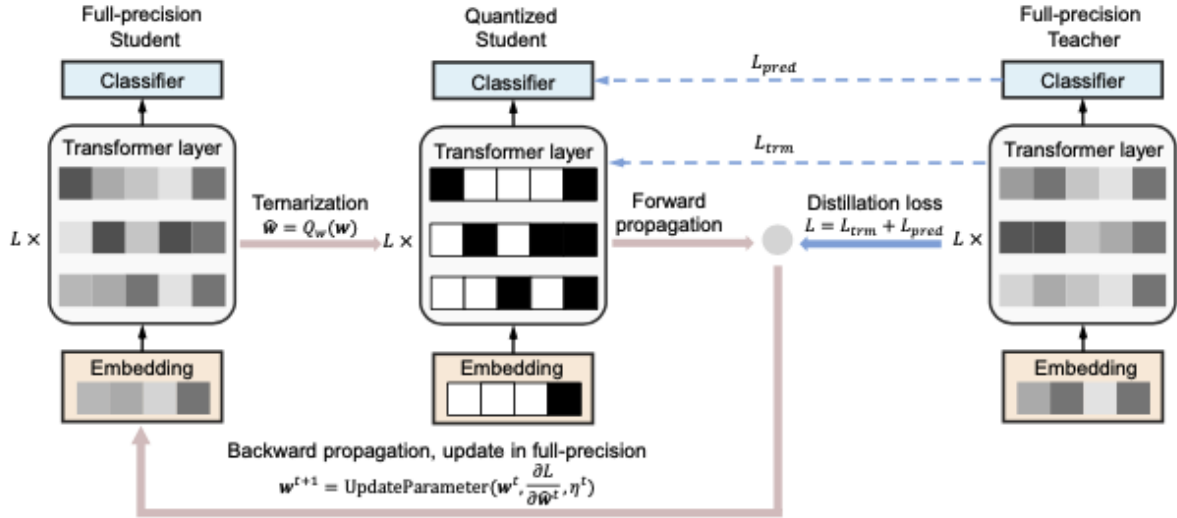 Full-precision
Student
Classifier
Transformer layer
L ×
Embedding
Ternarization
ŵ = Q_w(w)
Quantized
Student
Classifier
Transformer layer
L ×
Embedding
L_pred
L_trm
Forward
propagation
Distillation loss
L = L_trm + L_pred
Full-precision
Teacher
Classifier
Transformer layer
L ×
Embedding
Backward propagation, update in full-precision
w^{t+1} = UpdateParameter(w^t, ∂L/∂ŵ^t, η^t)